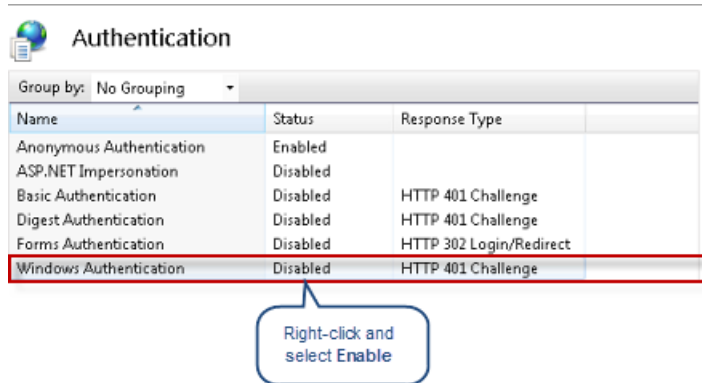 Authentication
Group by: No Grouping
Name Status Response Type
Anonymous Authentication Enabled
ASP.NET Impersonation Disabled
Basic Authentication Disabled HTTP 401 Challenge
Digest Authentication Disabled HTTP 401 Challenge
Forms Authentication Disabled HTTP 302 Login/Redirect
Windows Authentication Disabled HTTP 401 Challenge
Right-click and
select Enable